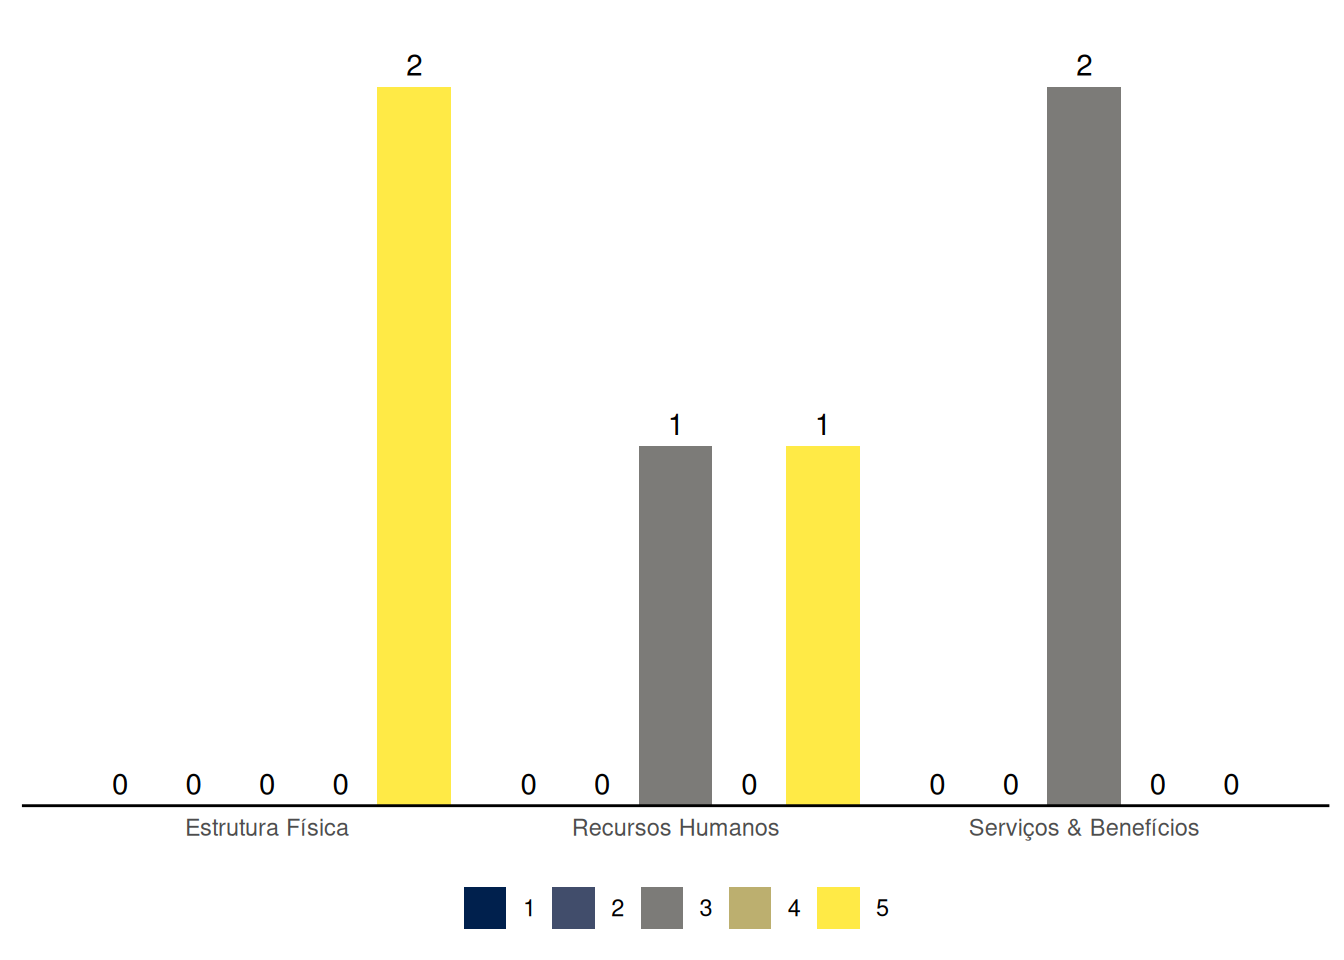 2 2
1 1
0 0 0 0 0 0 0 0 0 0 0
Estrutura Física Recursos Humanos Serviços & Benefícios
1 2 3 4 5